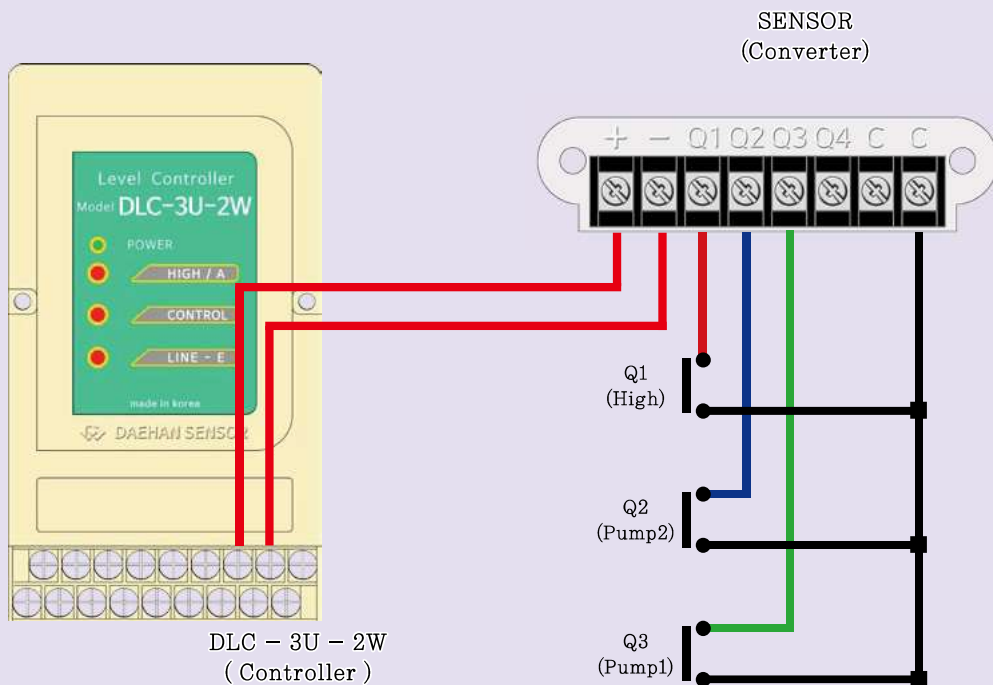 SENSOR
(Converter)
+ − Q1 Q2 Q3 Q4 C C
Level Controller
Model DLC-3U-2W
POWER
HIGH / A
CONTROL
LINE - E
made in korea
DAEHAN SENSOR
Q1
(High)
Q2
(Pump2)
Q3
(Pump1)
DLC − 3U − 2W
( Controller )